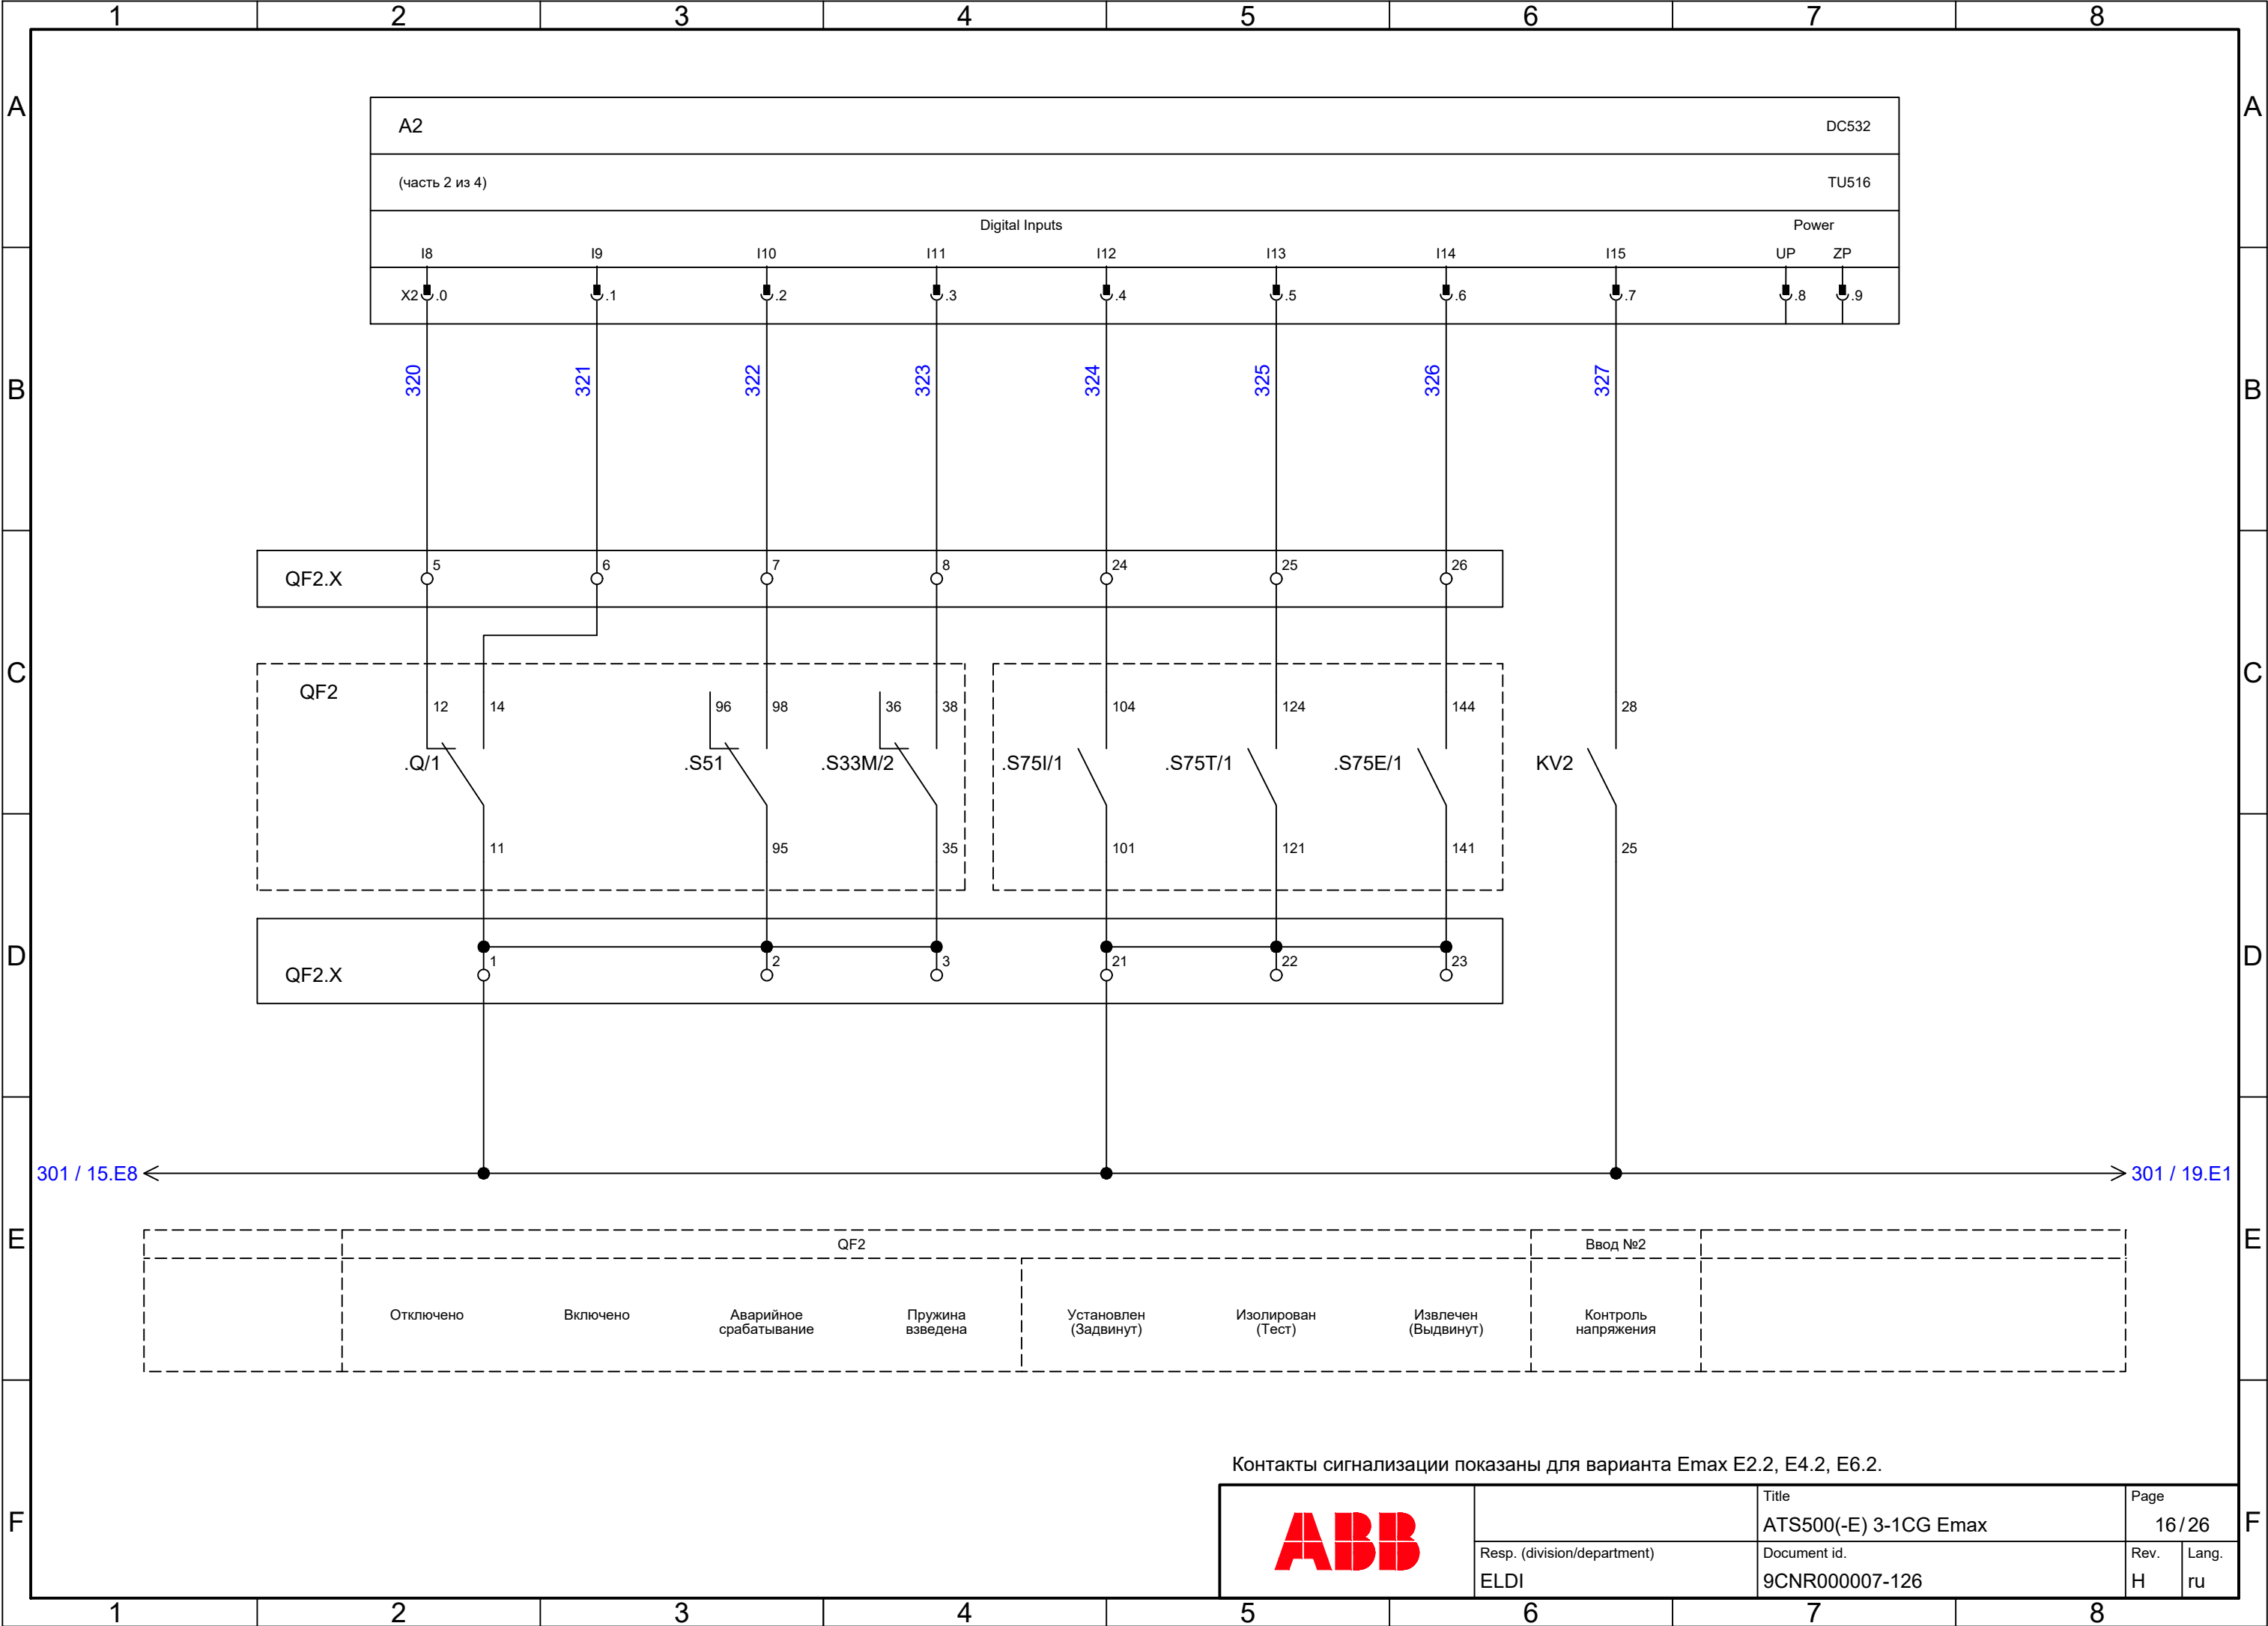 1 2 3 4 5 6 7 8
A A
A2 DC532
(часть 2 из 4) TU516
Digital Inputs Power
I8 I9 I10 I11 I12 I13 I14 I15 UP ZP
X2 .0 .1 .2 .3 .4 .5 .6 .7 .8 .9
B B
320 321 322 323 324 325 326 327
QF2.X 5 6 7 8 24 25 26
C C
QF2
12 14 96 98 36 38 104 124 144 28
.Q/1 .S51 .S33M/2 .S75I/1 .S75T/1 .S75E/1 KV2
11 95 35 101 121 141 25
D D
QF2.X 1 2 3 21 22 23
301 / 15.E8 301 / 19.E1
E E
QF2 Ввод №2
Отключено Включено Аварийное Пружина Установлен Изолирован Извлечен Контроль
срабатывание взведена (Задвинут) (Тест) (Выдвинут) напряжения
Контакты сигнализации показаны для варианта Emax E2.2, E4.2, E6.2.
F F
ABB
Title Page
ATS500(-E) 3-1CG Emax 16 / 26
Resp. (division/department) Document id. Rev. Lang.
ELDI 9CNR000007-126 H ru
1 2 3 4 5 6 7 8